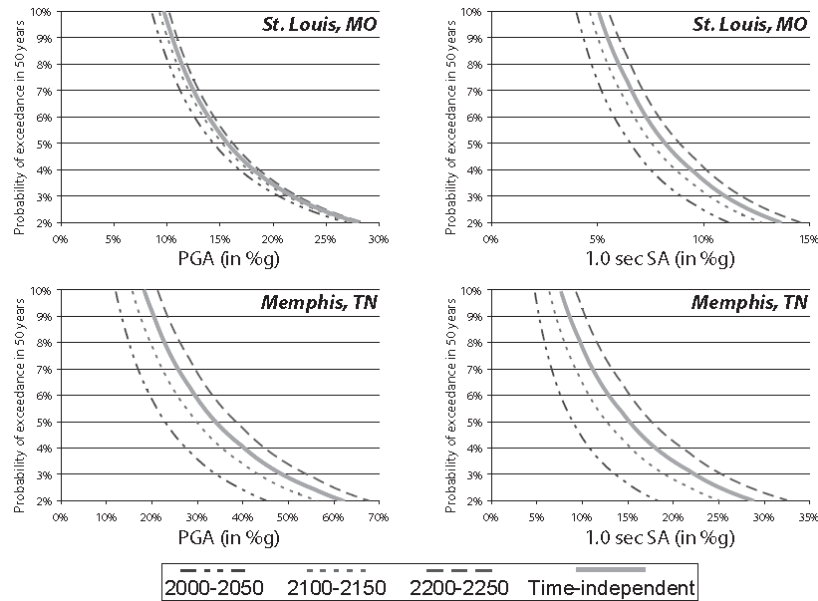 St. Louis, MO
Probability of exceedance in 50 years
10%
9%
8%
7%
6%
5%
4%
3%
2%
0% 5% 10% 15% 20% 25% 30%
PGA (in %g)
St. Louis, MO
Probability of exceedance in 50 years
10%
9%
8%
7%
6%
5%
4%
3%
2%
0% 5% 10% 15%
1.0 sec SA (in %g)
Memphis, TN
Probability of exceedance in 50 years
10%
9%
8%
7%
6%
5%
4%
3%
2%
0% 10% 20% 30% 40% 50% 60% 70%
PGA (in %g)
Memphis, TN
Probability of exceedance in 50 years
10%
9%
8%
7%
6%
5%
4%
3%
2%
0% 5% 10% 15% 20% 25% 30% 35%
1.0 sec SA (in %g)
2000-2050 2100-2150 2200-2250 Time-independent